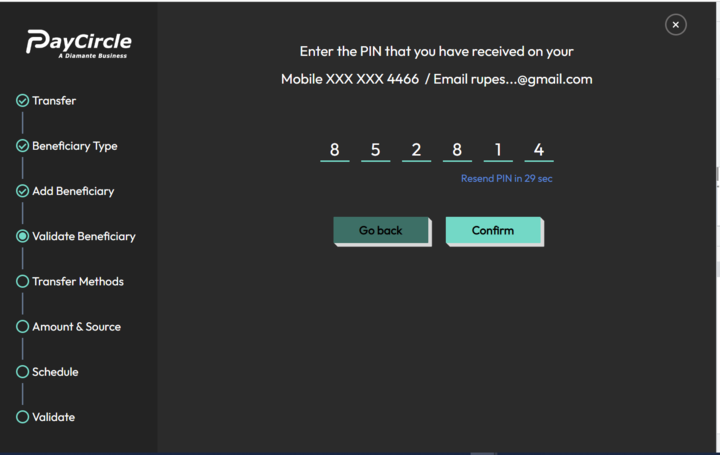 PayCircle
A Diamante Business
Transfer
Beneficiary Type
Add Beneficiary
Validate Beneficiary
Transfer Methods
Amount & Source
Schedule
Validate
Enter the PIN that you have received on your
Mobile XXX XXX 4466 / Email rupes...@gmail.com
8 5 2 8 1 4
Resend PIN in 29 sec
Go back Confirm